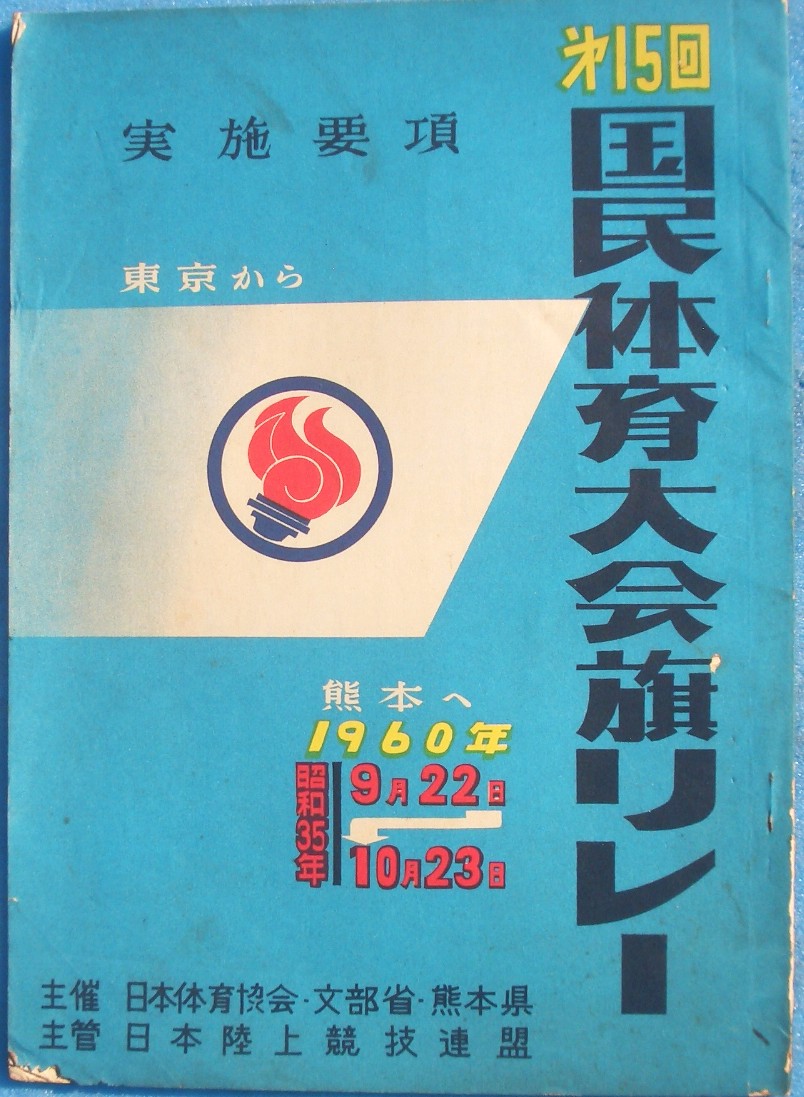 第15回
国民体育大会旗リレー
実施要項
東京から
熊本へ
1960年
昭和35年
9月22日
10月23日
主催 日本体育協会・文部省・熊本県
主管 日本陸上競技連盟